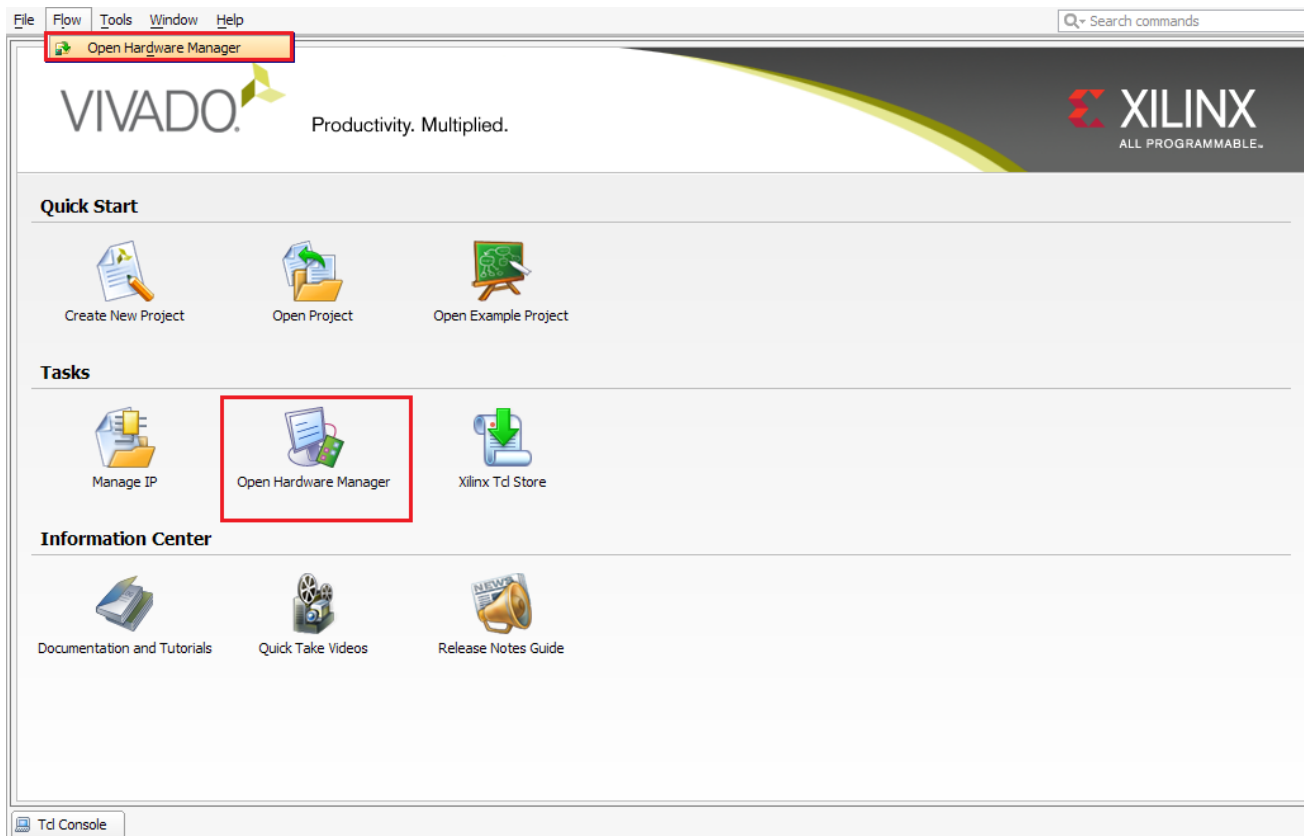 File Flow Tools Window Help
Search commands
Open Hardware Manager
VIVADO.
Productivity. Multiplied.
XILINX
ALL PROGRAMMABLE™
Quick Start
Create New Project
Open Project
Open Example Project
Tasks
Manage IP
Open Hardware Manager
Xilinx Tcl Store
Information Center
NEWS
Documentation and Tutorials
Quick Take Videos
Release Notes Guide
Tcl Console